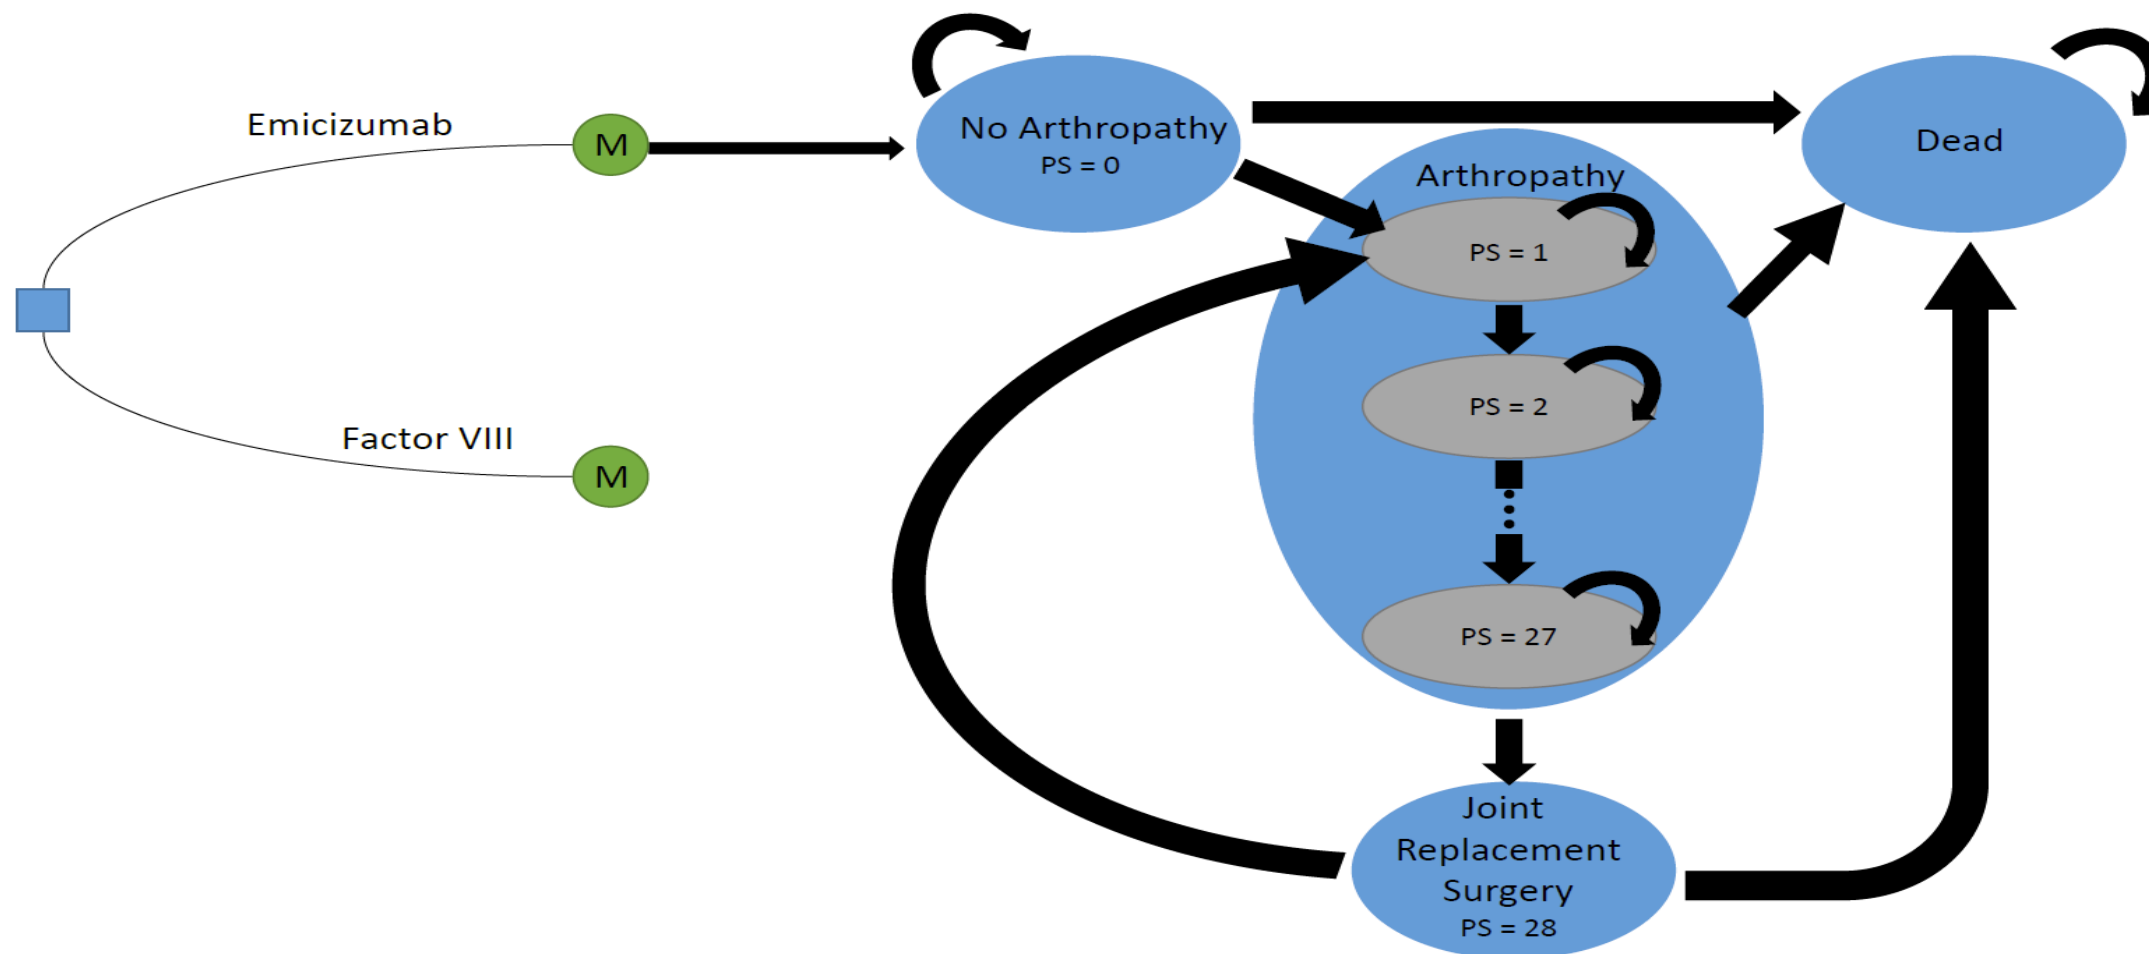 Emicizumab
M
Factor VIII
M
No Arthropathy
PS = 0
Dead
Arthropathy
PS = 1
PS = 2
PS = 27
Joint
Replacement
Surgery
PS = 28